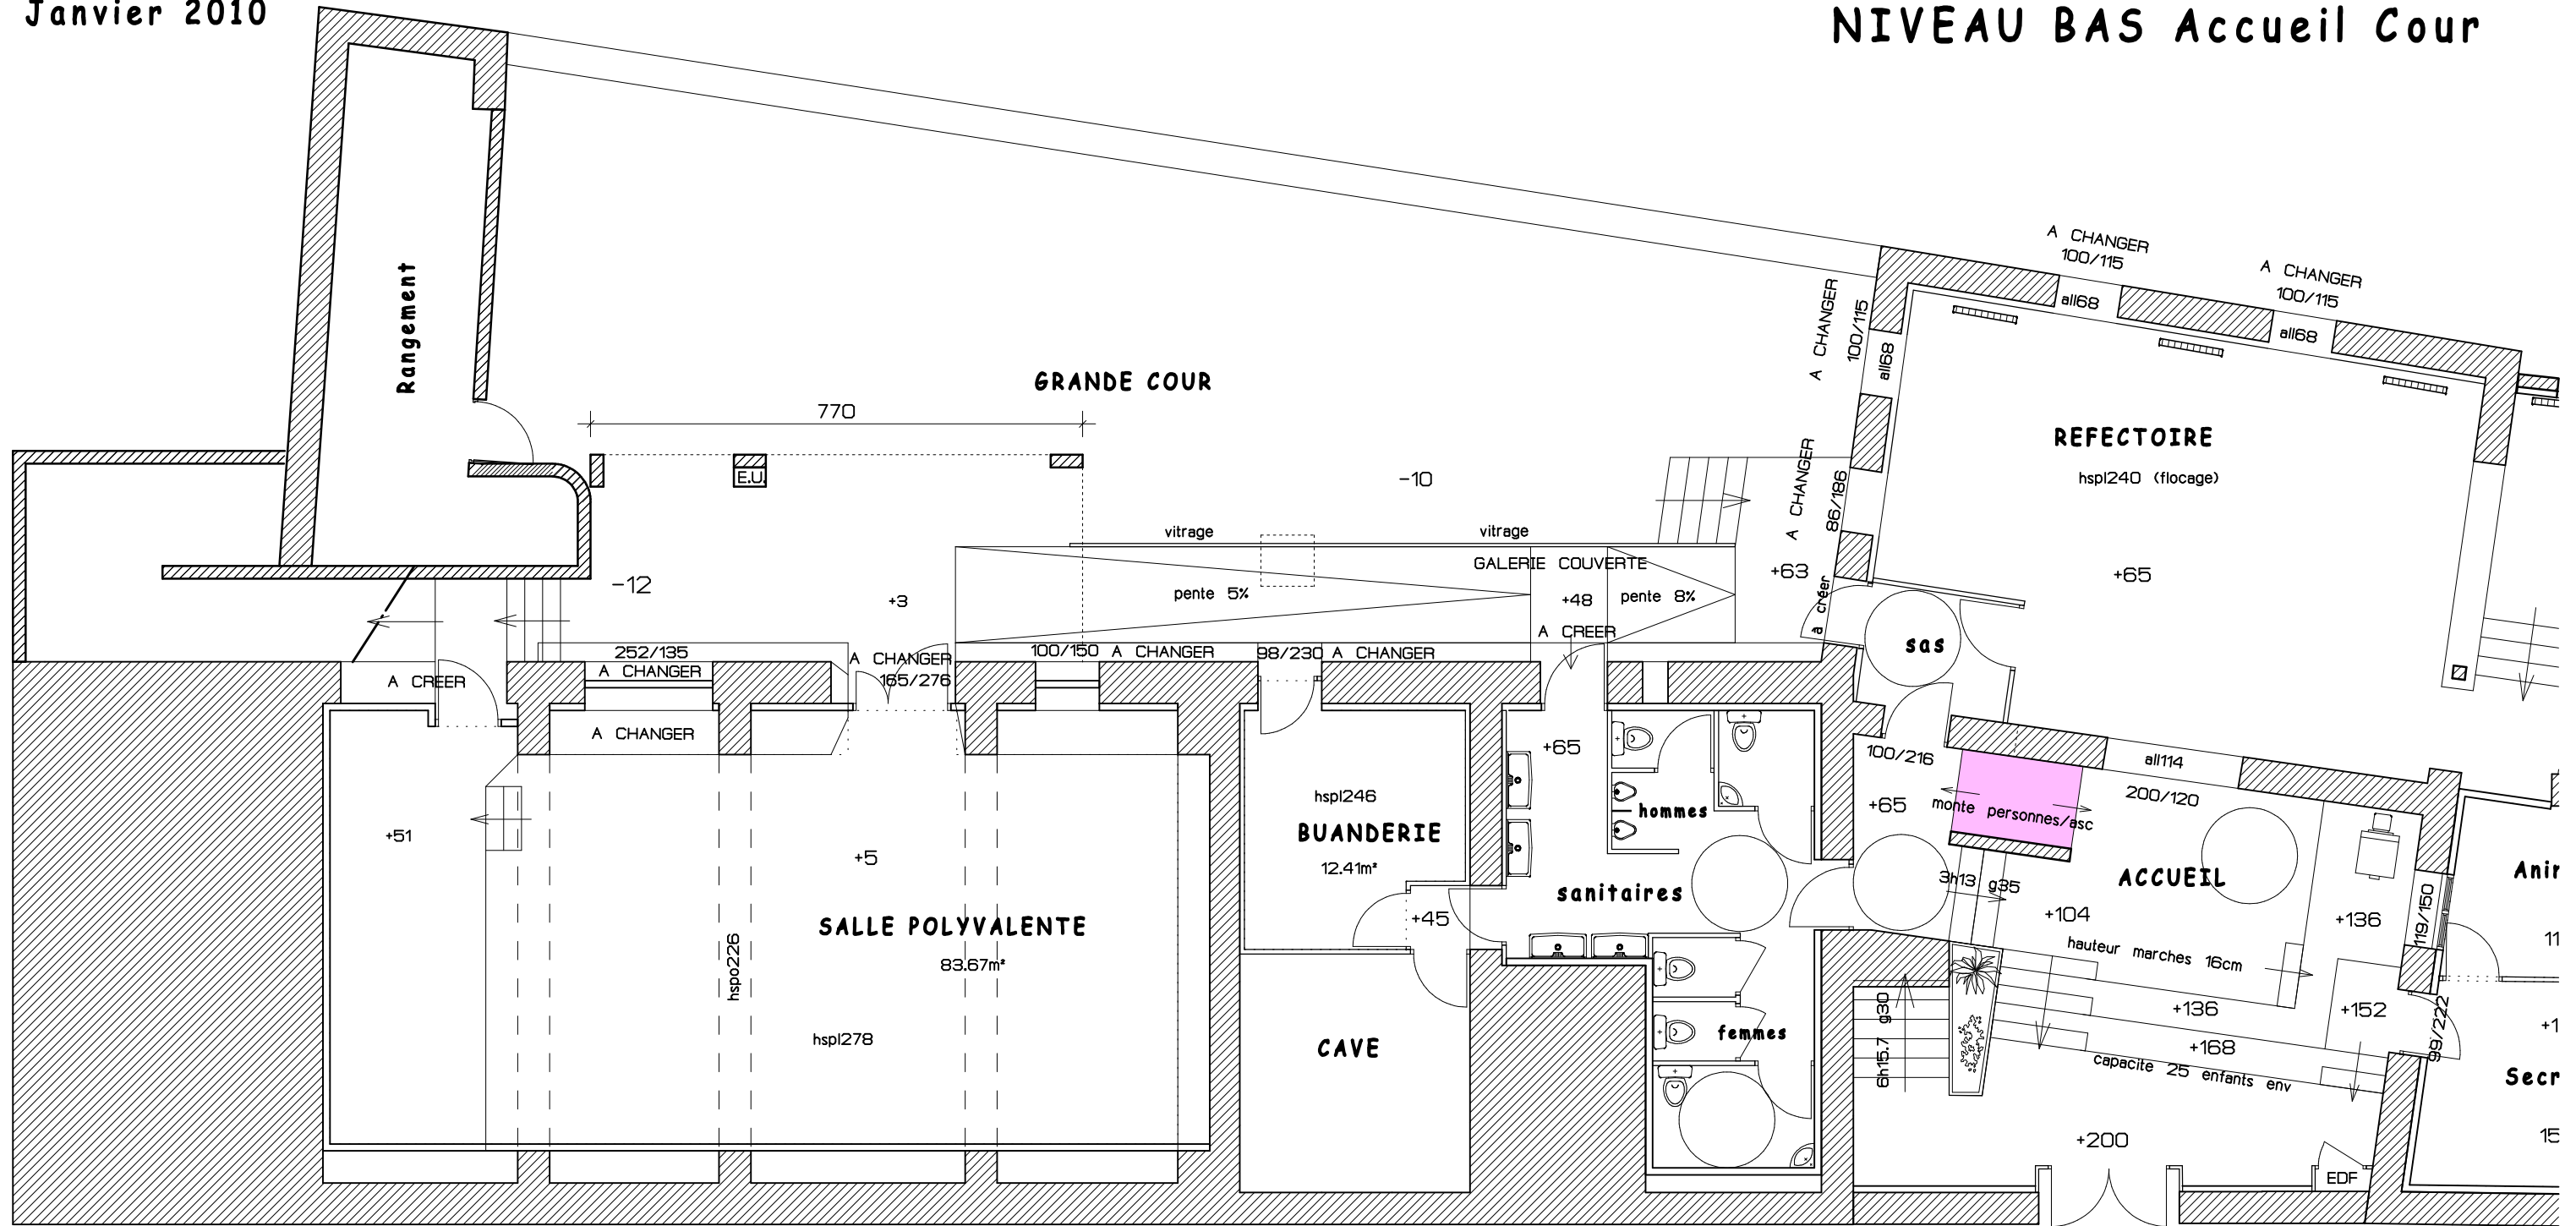 Janvier 2010
NIVEAU BAS Accueil Cour
A CHANGER
100/115
A CHANGER
100/115
A CHANGER
100/115
all68
all68
all68
Rangement
GRANDE COUR
770
E.U.
-10
REFECTOIRE
hspl240 (flocage)
+65
A CHANGER
86/186
vitrage
vitrage
GALERIE COUVERTE
-12
+3
pente 5%
+48
pente 8%
+63
a créer
A CREER
sas
252/135
A CHANGER
A CHANGER
165/276
100/150 A CHANGER
98/230 A CHANGER
A CREER
A CHANGER
+65
100/216
all114
200/120
+65
monte personnes/asc
hspl246
BUANDERIE
12.41m²
hommes
+51
+5
sanitaires
3h13 g35
ACCUEIL
+104
+136
119/150
SALLE POLYVALENTE
83.67m²
hspo226
hspl278
+45
hauteur marches 16cm
+136
+152
+168
99/222
capacite 25 enfants env
CAVE
femmes
6h15.7 g30
+200
EDF
Anir
11
+1
Secr
15